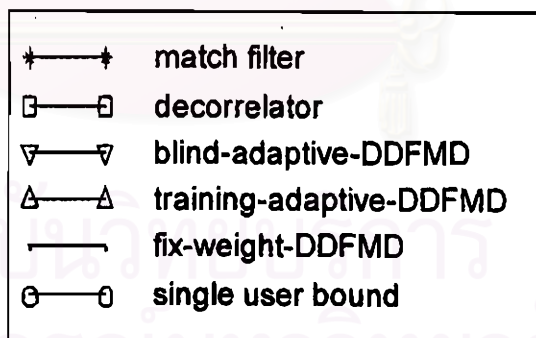 match filter
decorrelator
blind-adaptive-DDFMD
training-adaptive-DDFMD
fix-weight-DDFMD
single user bound